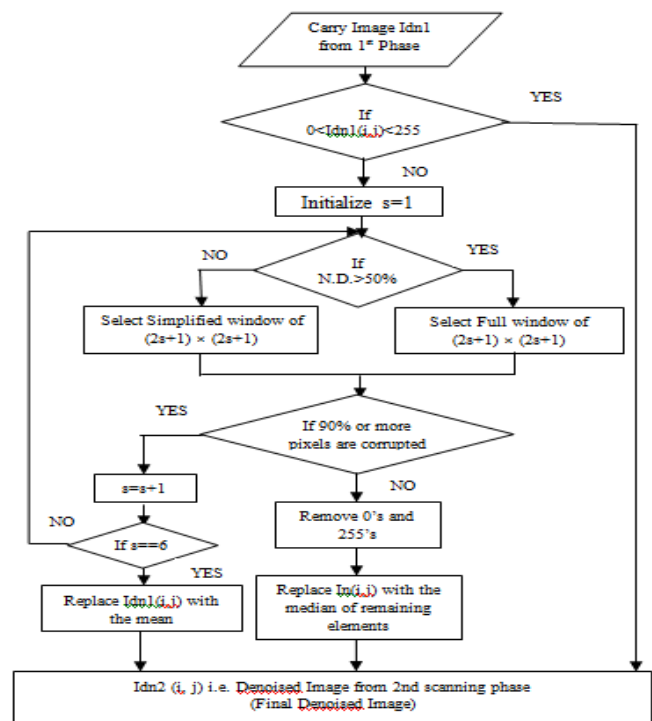 Carry Image Idn1
from 1st Phase
If
0<Idn1(i,j)<255
YES
NO
Initialize s=1
If
N.D.>50%
NO
YES
Select Simplified window of
(2s+1) × (2s+1)
Select Full window of
(2s+1) × (2s+1)
If 90% or more
pixels are corrupted
YES
NO
s=s+1
Remove 0's and
255's
If s==6
NO
YES
Replace Idn1(i,j) with
the mean
Replace In(i,j) with the
median of remaining
elements
Idn2 (i, j) i.e. Denoised Image from 2nd scanning phase
(Final Denoised Image)